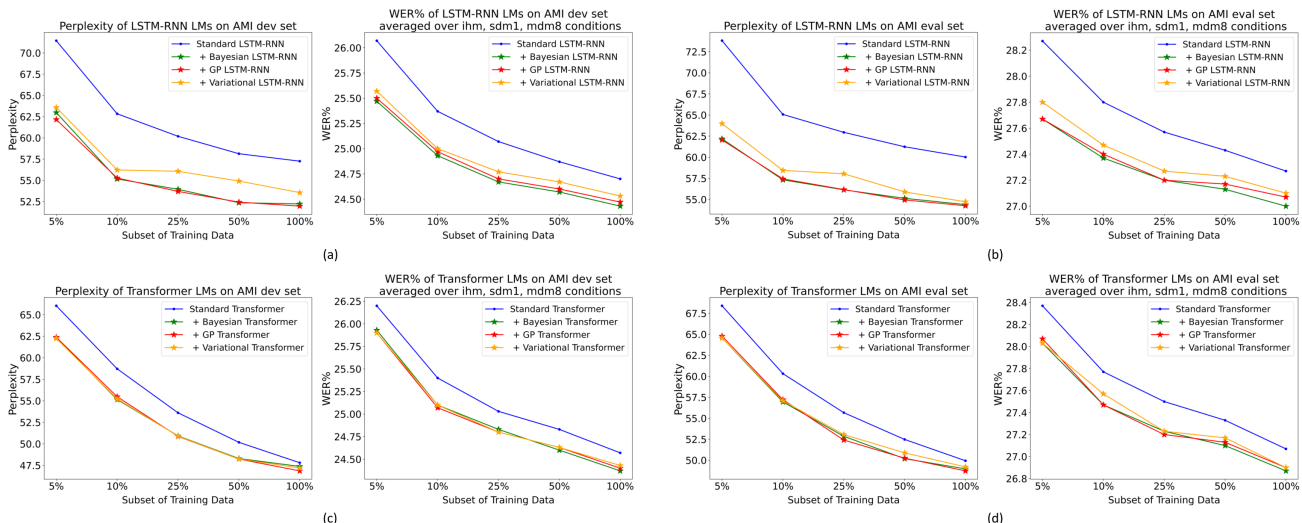 Perplexity of LSTM-RNN LMs on AMI dev set
Standard LSTM-RNN
+ Bayesian LSTM-RNN
+ GP LSTM-RNN
+ Variational LSTM-RNN
Perplexity
70.0
67.5
65.0
62.5
60.0
57.5
55.0
52.5
5% 10% 25% 50% 100%
Subset of Training Data
WER% of LSTM-RNN LMs on AMI dev set
averaged over ihm, sdm1, mdm8 conditions
Standard LSTM-RNN
+ Bayesian LSTM-RNN
+ GP LSTM-RNN
+ Variational LSTM-RNN
WER%
26.00
25.75
25.50
25.25
25.00
24.75
24.50
5% 10% 25% 50% 100%
Subset of Training Data
(a)
Perplexity of LSTM-RNN LMs on AMI eval set
Standard LSTM-RNN
+ Bayesian LSTM-RNN
+ GP LSTM-RNN
+ Variational LSTM-RNN
Perplexity
72.5
70.0
67.5
65.0
62.5
60.0
57.5
55.0
5% 10% 25% 50% 100%
Subset of Training Data
WER% of LSTM-RNN LMs on AMI eval set
averaged over ihm, sdm1, mdm8 conditions
Standard LSTM-RNN
+ Bayesian LSTM-RNN
+ GP LSTM-RNN
+ Variational LSTM-RNN
WER%
28.2
28.0
27.8
27.6
27.4
27.2
27.0
5% 10% 25% 50% 100%
Subset of Training Data
(b)
Perplexity of Transformer LMs on AMI dev set
Standard Transformer
+ Bayesian Transformer
+ GP Transformer
+ Variational Transformer
Perplexity
65.0
62.5
60.0
57.5
55.0
52.5
50.0
47.5
5% 10% 25% 50% 100%
Subset of Training Data
WER% of Transformer LMs on AMI dev set
averaged over ihm, sdm1, mdm8 conditions
Standard Transformer
+ Bayesian Transformer
+ GP Transformer
+ Variational Transformer
WER%
26.25
26.00
25.75
25.50
25.25
25.00
24.75
24.50
5% 10% 25% 50% 100%
Subset of Training Data
(c)
Perplexity of Transformer LMs on AMI eval set
Standard Transformer
+ Bayesian Transformer
+ GP Transformer
+ Variational Transformer
Perplexity
67.5
65.0
62.5
60.0
57.5
55.0
52.5
50.0
5% 10% 25% 50% 100%
Subset of Training Data
WER% of Transformer LMs on AMI eval set
averaged over ihm, sdm1, mdm8 conditions
Standard Transformer
+ Bayesian Transformer
+ GP Transformer
+ Variational Transformer
WER%
28.4
28.2
28.0
27.8
27.6
27.4
27.2
27.0
26.8
5% 10% 25% 50% 100%
Subset of Training Data
(d)